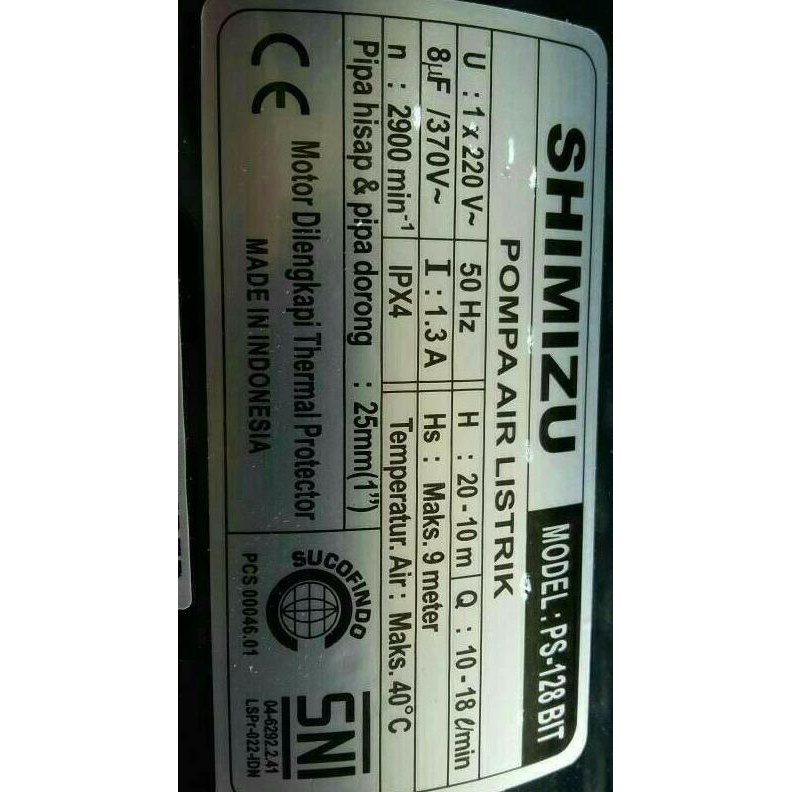 SHIMIZU MODEL : PS-128 BIT
POMPA AIR LISTRIK
U : 1 x 220 V~ 50 Hz H : 20 - 10 m Q : 10 - 18 ℓ/min
8µF /370V~ I : 1.3 A Hs : Maks. 9 meter
n : 2900 min⁻¹ IPX4 Temperatur. Air : Maks. 40°C
Pipa hisap & pipa dorong : 25mm(1")
CE Motor Dilengkapi Thermal Protector
MADE IN INDONESIA
SUCOFINDO
PCS 00046.01
SNI
04-6292.2.41
LSPr-022-IDN